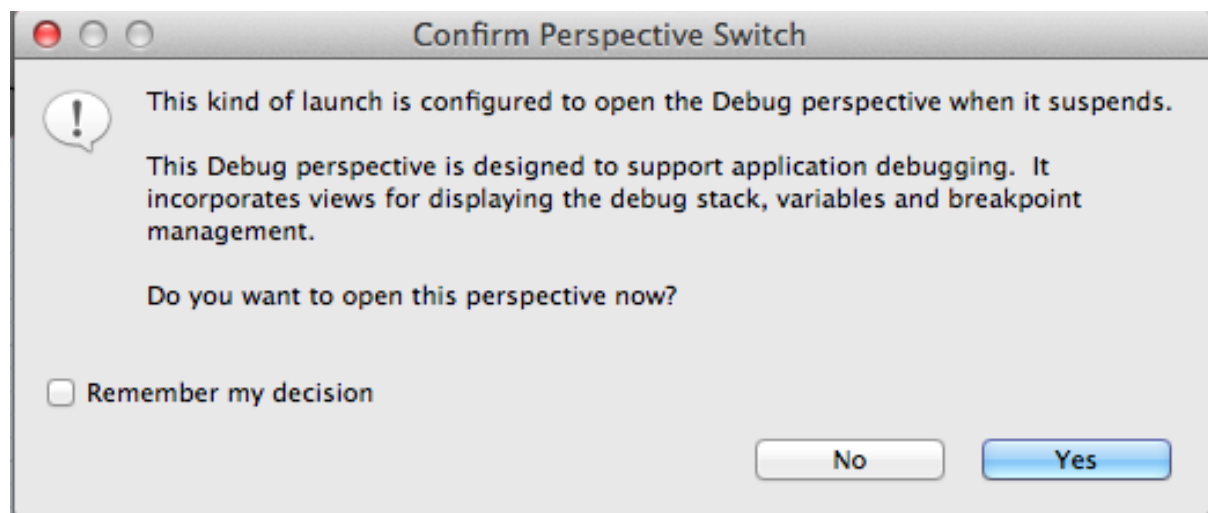 Confirm Perspective Switch
This kind of launch is configured to open the Debug perspective when it suspends.
This Debug perspective is designed to support application debugging.  It
incorporates views for displaying the debug stack, variables and breakpoint
management.
Do you want to open this perspective now?
Remember my decision
No
Yes